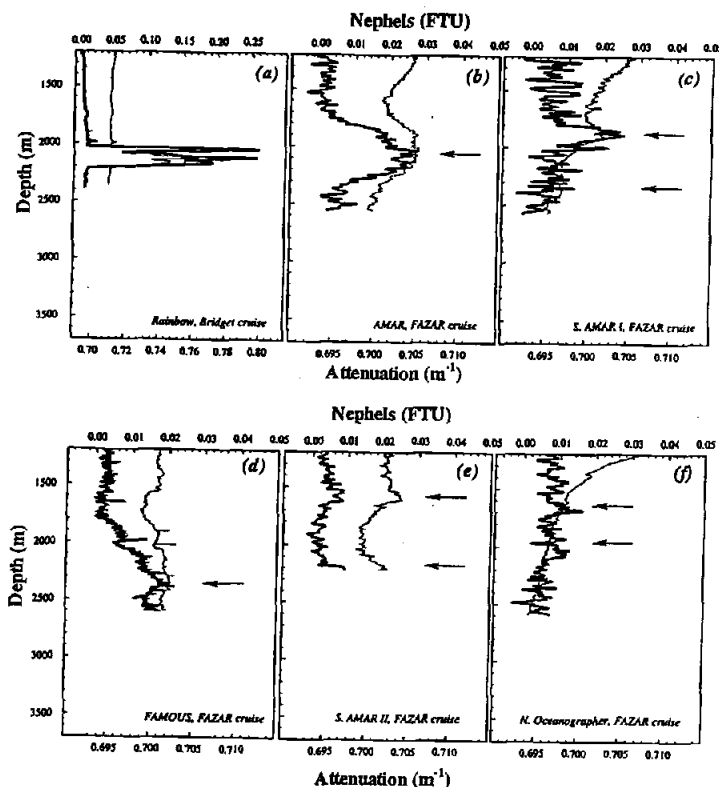 Nephels (FTU)
0.00 0.05 0.10 0.15 0.20 0.25 0.00 0.01 0.02 0.03 0.04 0.00 0.01 0.02 0.03 0.04 0.05
(a) (b) (c)
1500
2000
2500
3000
3500
Depth (m)
Rainbow, Bridget cruise AMAR, FAZAR cruise S. AMAR I, FAZAR cruise
0.70 0.72 0.74 0.76 0.78 0.80 0.695 0.700 0.705 0.710 0.695 0.700 0.705 0.710
Attenuation (m⁻¹)
Nephels (FTU)
0.00 0.01 0.02 0.03 0.04 0.05 0.00 0.01 0.02 0.03 0.04 0.00 0.01 0.02 0.03 0.04 0.05
(d) (e) (f)
1500
2000
2500
3000
3500
Depth (m)
FAMOUS, FAZAR cruise S. AMAR II, FAZAR cruise N. Oceanographer, FAZAR cruise
0.695 0.700 0.705 0.710 0.695 0.700 0.705 0.710 0.695 0.700 0.705 0.710
Attenuation (m⁻¹)